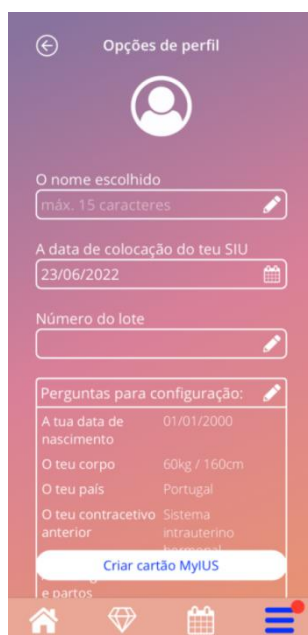 Opções de perfil
O nome escolhido
máx. 15 caracteres
A data de colocação do teu SIU
23/06/2022
Número do lote
Perguntas para configuração:
A tua data de 01/01/2000
nascimento
O teu corpo 60kg / 160cm
O teu país Portugal
O teu contracetivo Sistema
anterior intrauterino
hormonal
Criar cartão MyIUS
e partos